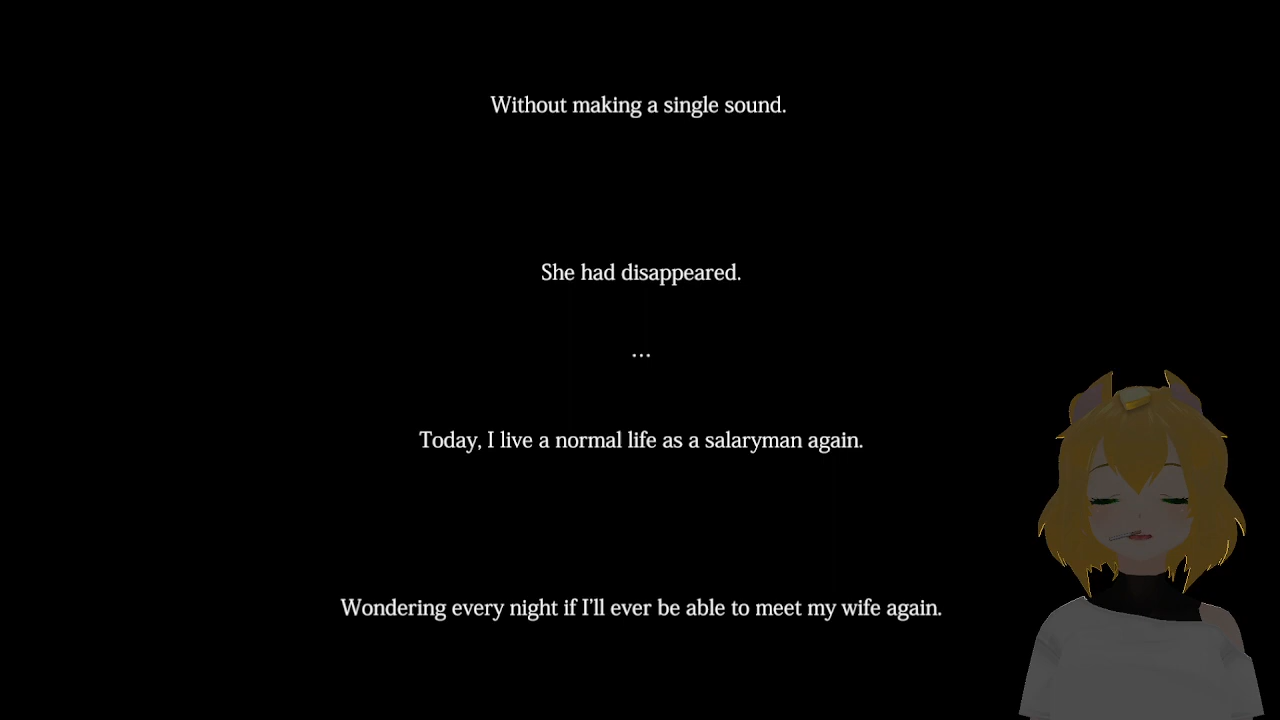 Without making a single sound.
She had disappeared.
...
Today, I live a normal life as a salaryman again.
Wondering every night if I'll ever be able to meet my wife again.